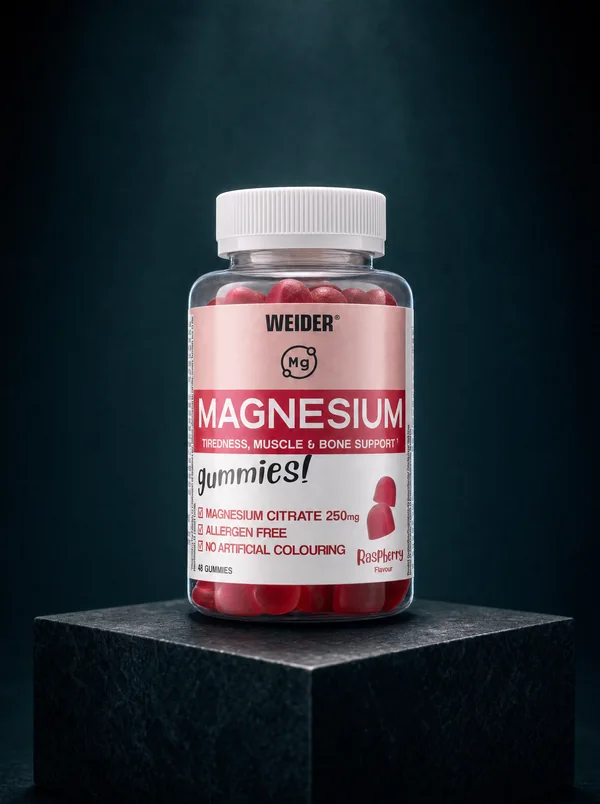 WEIDER®
Mg
MAGNESIUM
TIREDNESS, MUSCLE & BONE SUPPORT ¹
gummies!
MAGNESIUM CITRATE 250mg
ALLERGEN FREE
NO ARTIFICIAL COLOURING
48 GUMMIES
Raspberry
Flavour